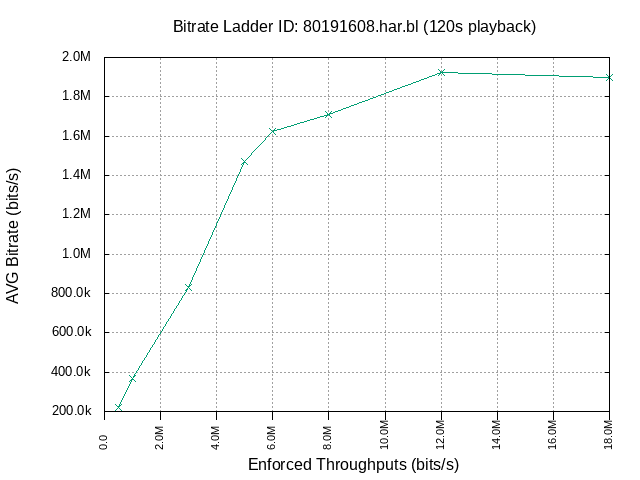 Bitrate Ladder ID: 80191608.har.bl (120s playback)
AVG Bitrate (bits/s)
2.0M
1.8M
1.6M
1.4M
1.2M
1.0M
800.0k
600.0k
400.0k
200.0k
0.0
2.0M
4.0M
6.0M
8.0M
10.0M
12.0M
14.0M
16.0M
18.0M
Enforced Throughputs (bits/s)